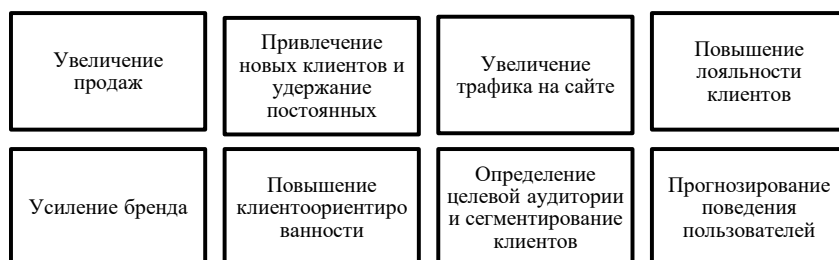 Увеличение
продаж
Привлечение
новых клиентов и
удержание
постоянных
Увеличение
трафика на сайте
Повышение
лояльности
клиентов
Усиление бренда
Повышение
клиентоориентиро
ванности
Определение
целевой аудитории
и сегментирование
клиентов
Прогнозирование
поведения
пользователей